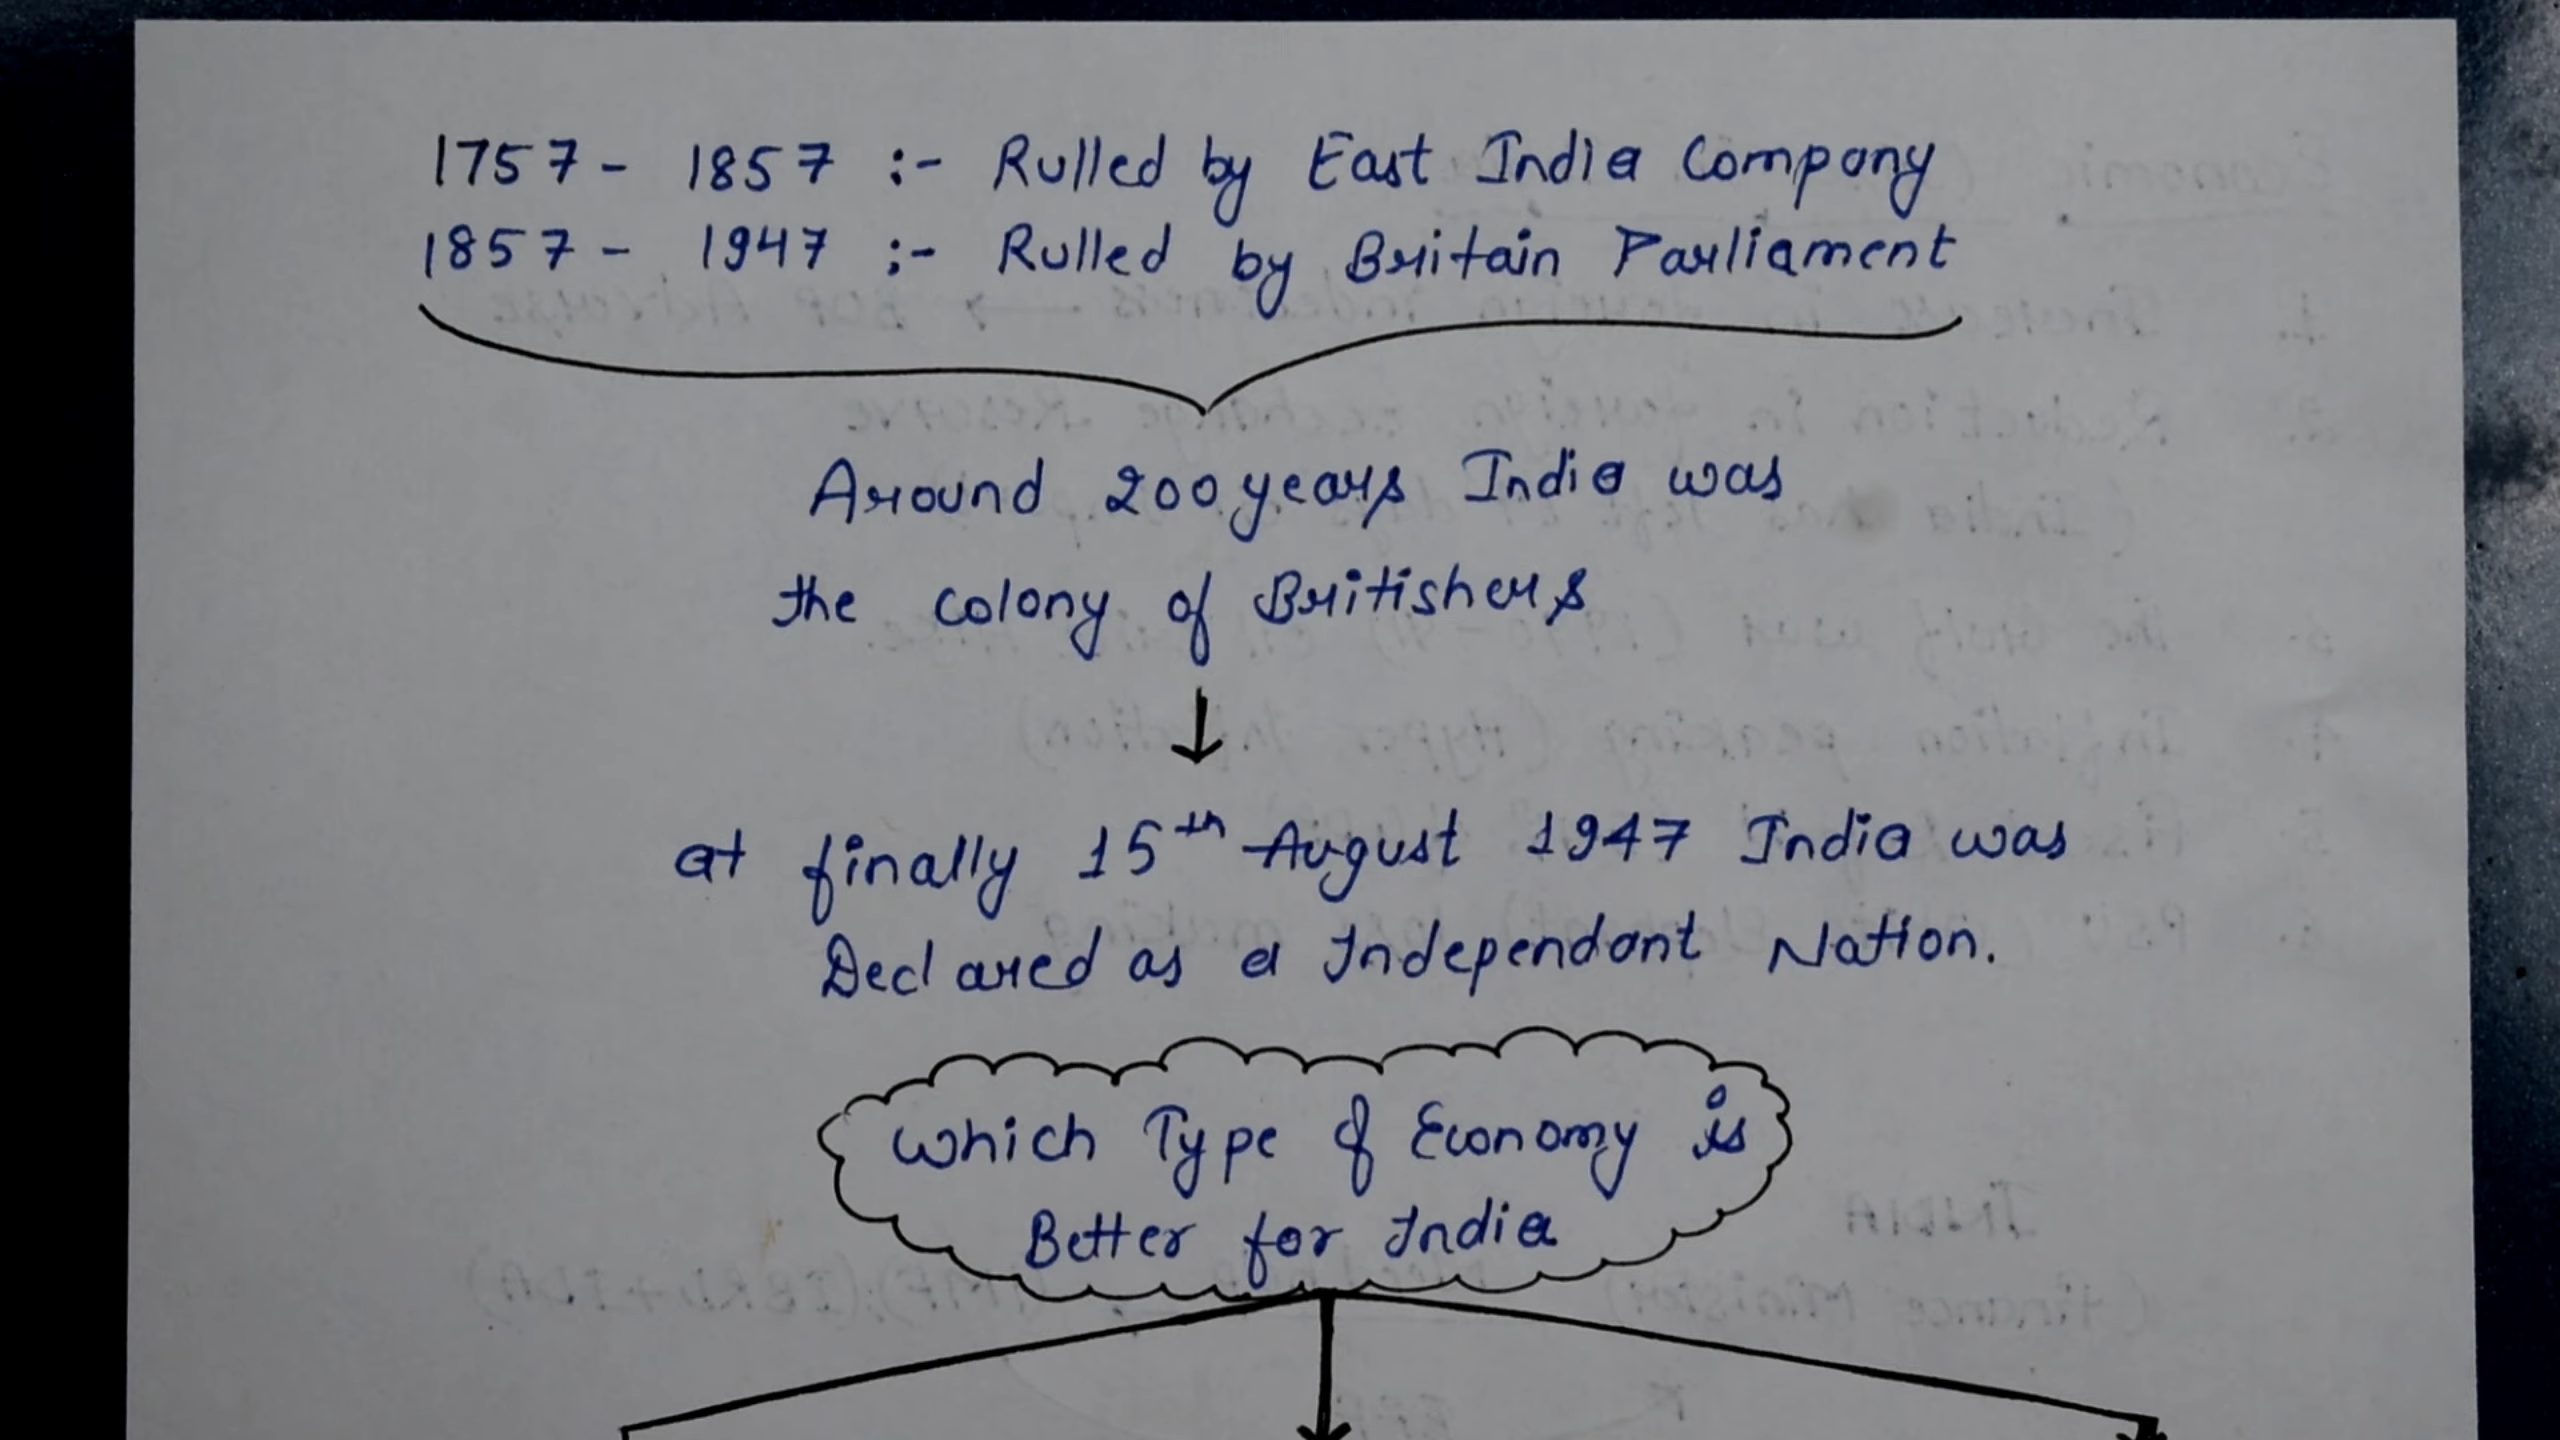 1757 - 1857 :- Rulled by East India Company
1857 - 1947 :- Rulled by Britain Parliament
Around 200 years India was
the colony of Britishers
at finally 15th August 1947 India was
Declared as a Independant Nation.
which Type of Economy is
Better for India